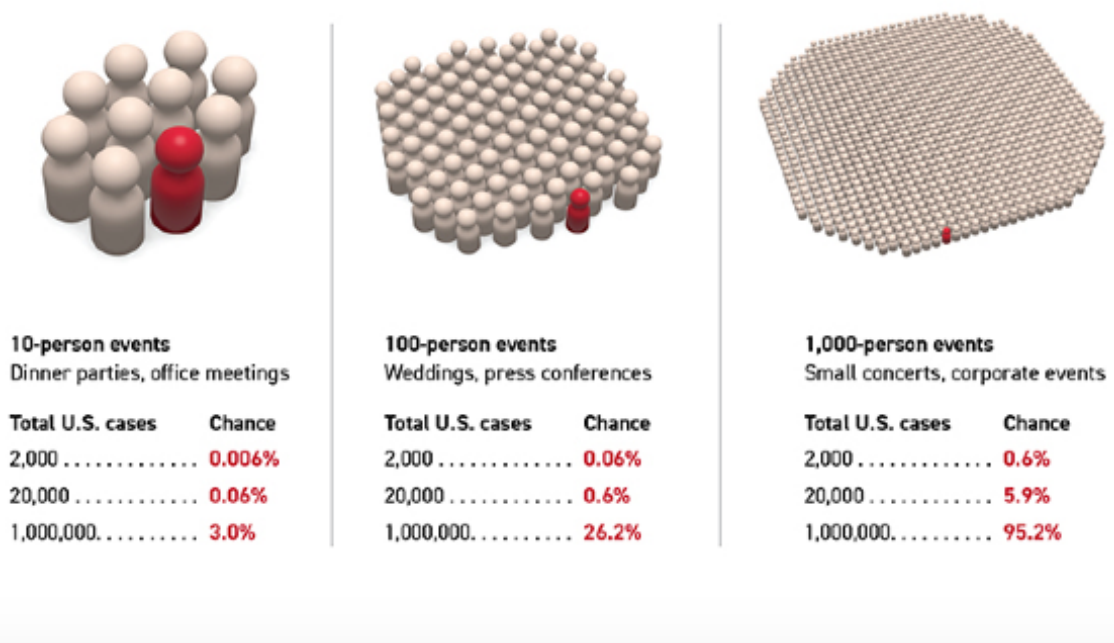 10-person events
Dinner parties, office meetings
Total U.S. cases Chance
2,000 ............. 0.006%
20,000 ............ 0.06%
1,000,000.......... 3.0%
100-person events
Weddings, press conferences
Total U.S. cases Chance
2,000 ............. 0.06%
20,000 ............ 0.6%
1,000,000.......... 26.2%
1,000-person events
Small concerts, corporate events
Total U.S. cases Chance
2,000 ............. 0.6%
20,000 ............ 5.9%
1,000,000.......... 95.2%